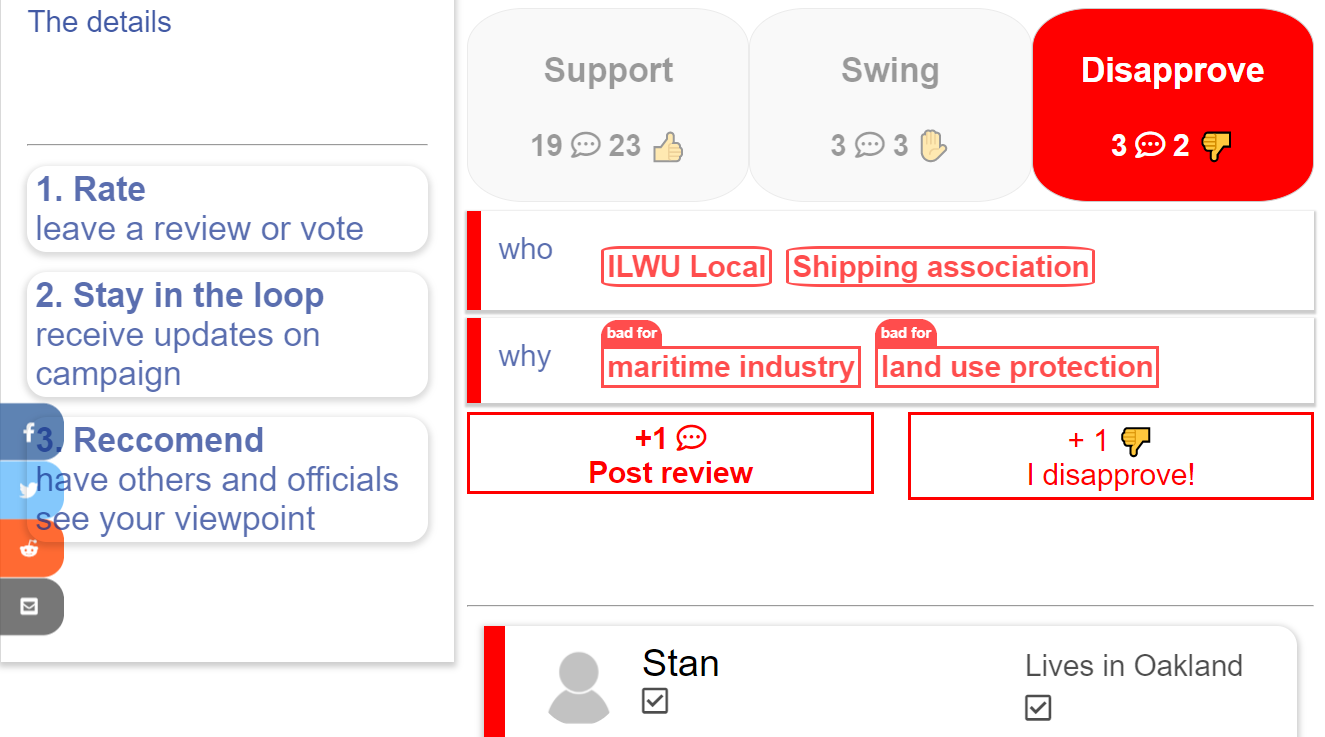 The details
1. Rate
leave a review or vote
2. Stay in the loop
receive updates on
campaign
3. Reccomend
have others and officials
see your viewpoint
Support
19 23
Swing
3 3
Disapprove
3 2
who
ILWU Local Shipping association
why
bad for bad for
maritime industry land use protection
+1
Post review
+ 1
I disapprove!
Stan
Lives in Oakland